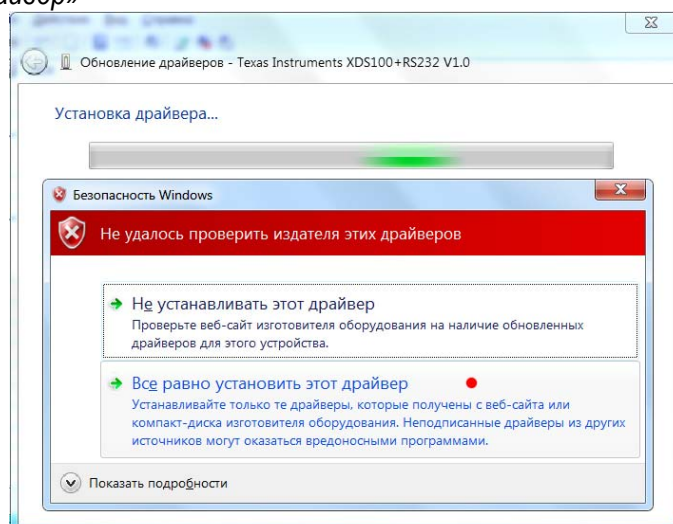 Обновление драйверов - Texas Instruments XDS100+RS232 V1.0
Установка драйвера...
Безопасность Windows
Не удалось проверить издателя этих драйверов
Не устанавливать этот драйвер
Проверьте веб-сайт изготовителя оборудования на наличие обновленных
драйверов для этого устройства.
Все равно установить этот драйвер
Устанавливайте только те драйверы, которые получены с веб-сайта или
компакт-диска изготовителя оборудования. Неподписанные драйверы из других
источников могут оказаться вредоносными программами.
Показать подробности